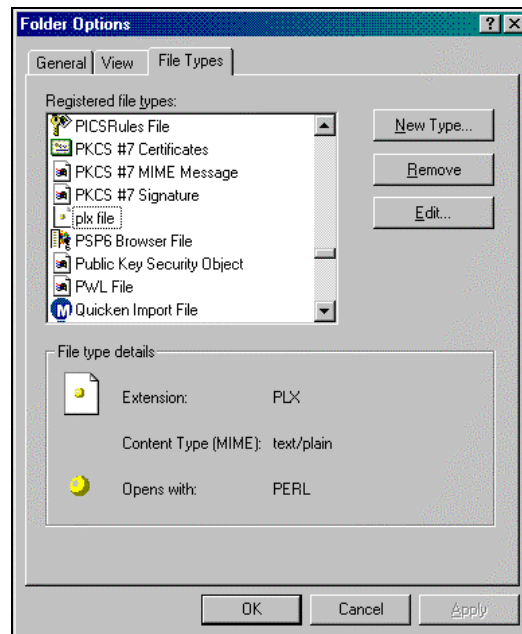 Folder Options
General View File Types
Registered file types:
PICSRules File
PKCS #7 Certificates
PKCS #7 MIME Message
PKCS #7 Signature
plx file
PSP6 Browser File
Public Key Security Object
PWL File
Quicken Import File
New Type...
Remove
Edit...
File type details
Extension: PLX
Content Type (MIME): text/plain
Opens with: PERL
OK Cancel Apply